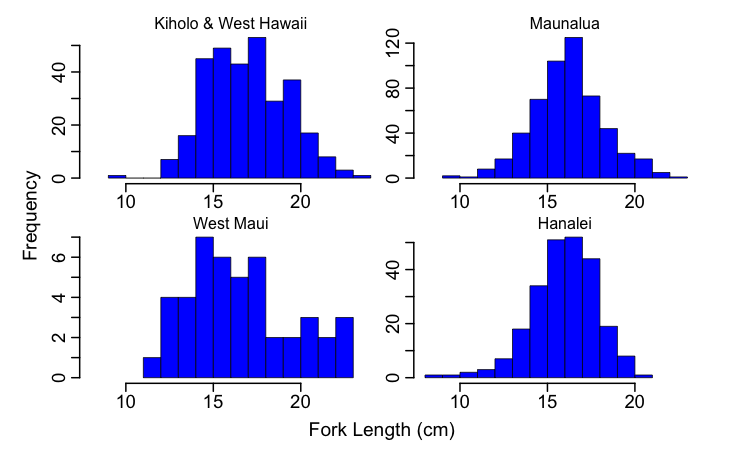 Kiholo & West Hawaii
Maunalua
0 20 40
10 15 20
0 40 80 120
10 15 20
West Maui
Hanalei
Frequency
0 2 4 6
10 15 20
0 20 40
10 15 20
Fork Length (cm)